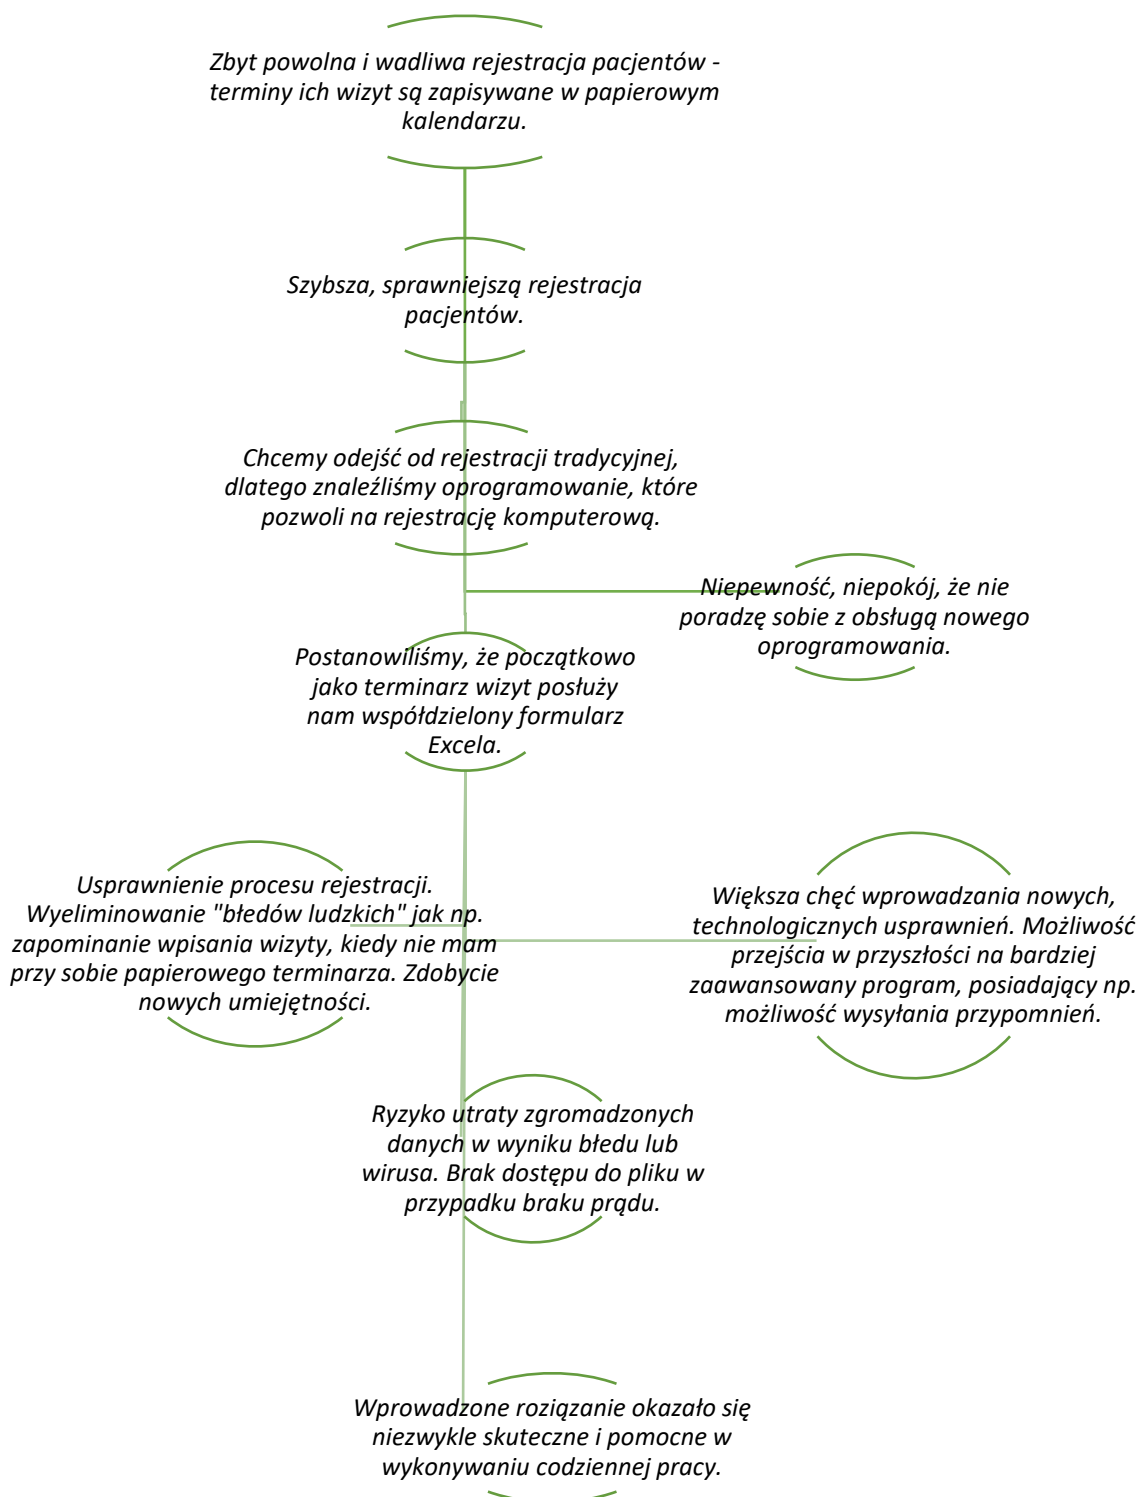 Zbyt powolna i wadliwa rejestracja pacjentów -
terminy ich wizyt są zapisywane w papierowym
kalendarzu.
Szybsza, sprawniejszą rejestracja
pacjentów.
Chcemy odejść od rejestracji tradycyjnej,
dlatego znaleźliśmy oprogramowanie, które
pozwoli na rejestrację komputerową.
Niepewność, niepokój, że nie
poradzę sobie z obsługą nowego
oprogramowania.
Postanowiliśmy, że początkowo
jako terminarz wizyt posłuży
nam współdzielony formularz
Excela.
Usprawnienie procesu rejestracji.
Wyeliminowanie "błedów ludzkich" jak np.
zapominanie wpisania wizyty, kiedy nie mam
przy sobie papierowego terminarza. Zdobycie
nowych umiejętności.
Większa chęć wprowadzania nowych,
technologicznych usprawnień. Możliwość
przejścia w przyszłości na bardziej
zaawansowany program, posiadający np.
możliwość wysyłania przypomnień.
Ryzyko utraty zgromadzonych
danych w wyniku błedu lub
wirusa. Brak dostępu do pliku w
przypadku braku prądu.
Wprowadzone roziązanie okazało się
niezwykle skuteczne i pomocne w
wykonywaniu codziennej pracy.